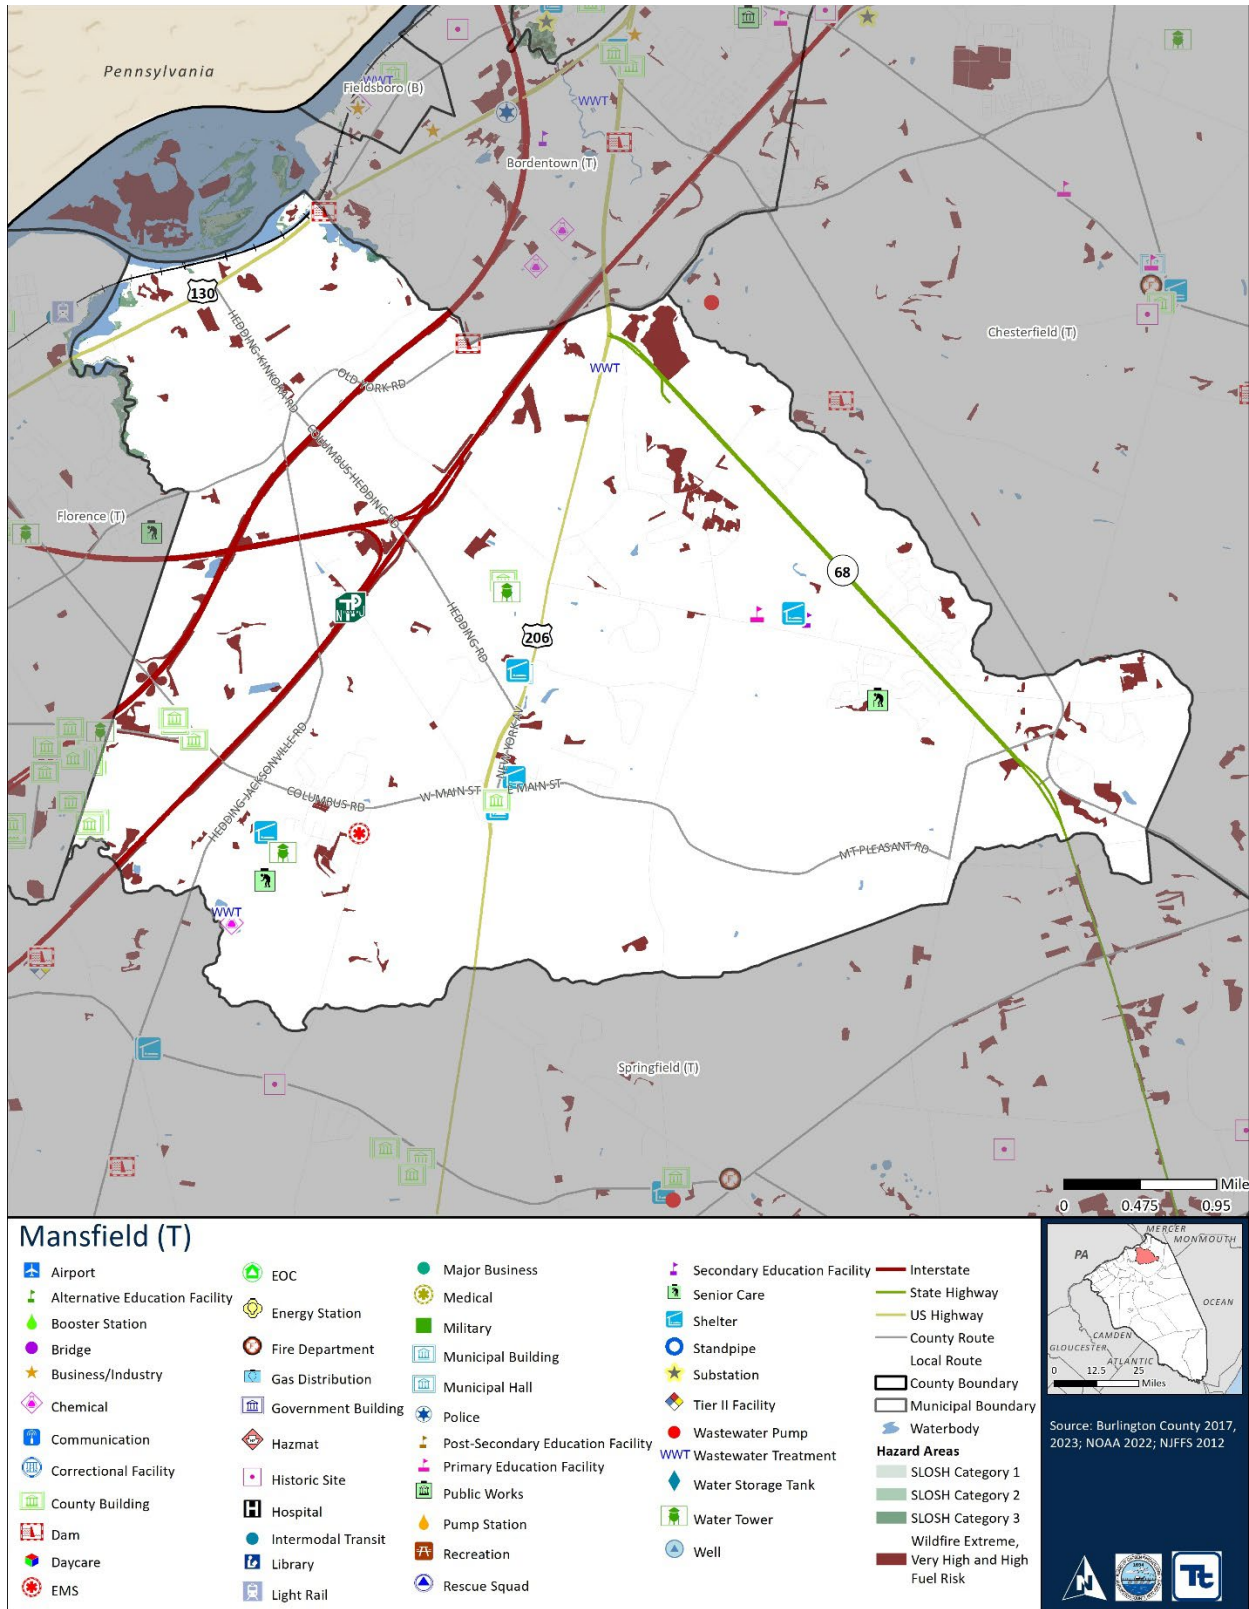 Pennsylvania
Fieldsboro (B)
WWT
WWT
Bordentown (T)
130
Chesterfield (T)
HEDDING-KINKORA RD
OLD YORK RD
WWT
COLUMBUS-HEDDING RD
Florence (T)
68
HEDDING RD
206
NEW YORK AV
HEDDING-JACKSONVILLE RD
COLUMBUS RD
W MAIN ST
E MAIN ST
MT PLEASANT RD
WWT
Springfield (T)
Mile
0 0.475 0.95
Mansfield (T)
Airport
Alternative Education Facility
Booster Station
Bridge
Business/Industry
Chemical
Communication
Correctional Facility
County Building
Dam
Daycare
EMS
EOC
Energy Station
Fire Department
Gas Distribution
Government Building
Hazmat
Historic Site
H
Hospital
Intermodal Transit
Library
Light Rail
Major Business
Medical
Military
Municipal Building
Municipal Hall
Police
Post-Secondary Education Facility
Primary Education Facility
Public Works
Pump Station
Recreation
Rescue Squad
Secondary Education Facility
Senior Care
Shelter
Standpipe
Substation
Tier II Facility
Wastewater Pump
WWT Wastewater Treatment
Water Storage Tank
Water Tower
Well
Interstate
State Highway
US Highway
County Route
Local Route
County Boundary
Municipal Boundary
Waterbody
Hazard Areas
SLOSH Category 1
SLOSH Category 2
SLOSH Category 3
Wildfire Extreme,
Very High and High
Fuel Risk
MERCER
MONMOUTH
PA
OCEAN
CAMDEN
GLOUCESTER
ATLANTIC
0 12.5 25
Miles
Source: Burlington County 2017,
2023; NOAA 2022; NJFFS 2012
N
Tt